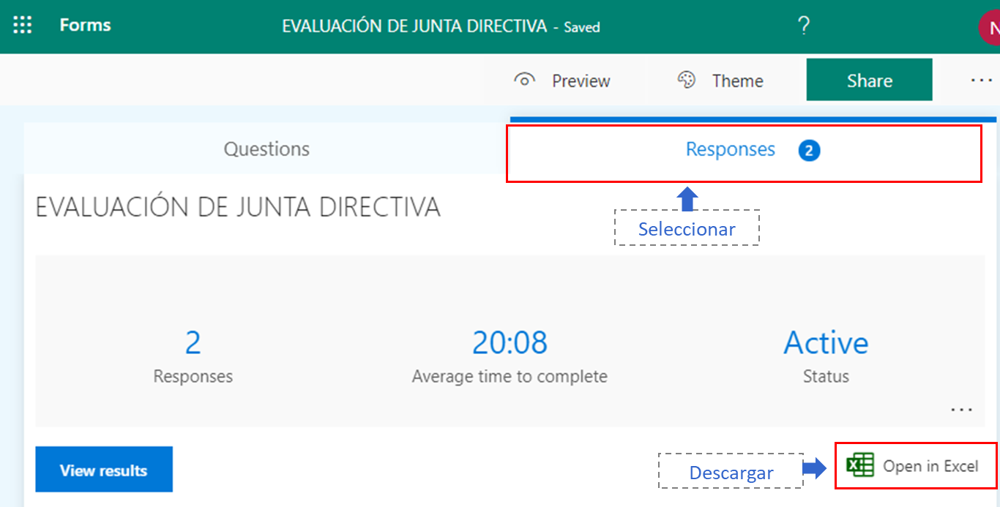 Forms
EVALUACIÓN DE JUNTA DIRECTIVA - Saved
?
N
Preview
Theme
Share
...
Questions
Responses 2
EVALUACIÓN DE JUNTA DIRECTIVA
Seleccionar
2
Responses
20:08
Average time to complete
Active
Status
...
View results
Descargar
Open in Excel